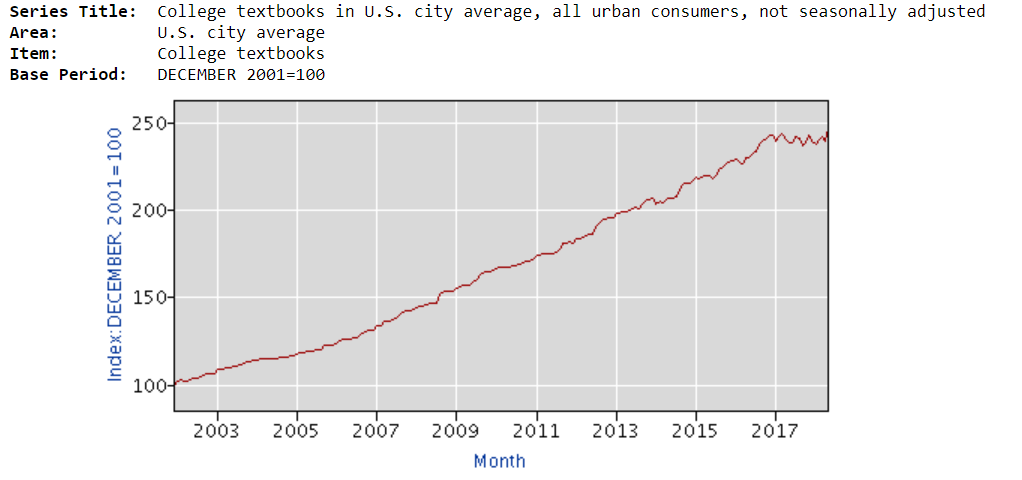 Series Title: College textbooks in U.S. city average, all urban consumers, not seasonally adjusted
Area: U.S. city average
Item: College textbooks
Base Period: DECEMBER 2001=100
Index:DECEMBER 2001=100
250
200
150
100
2003 2005 2007 2009 2011 2013 2015 2017
Month